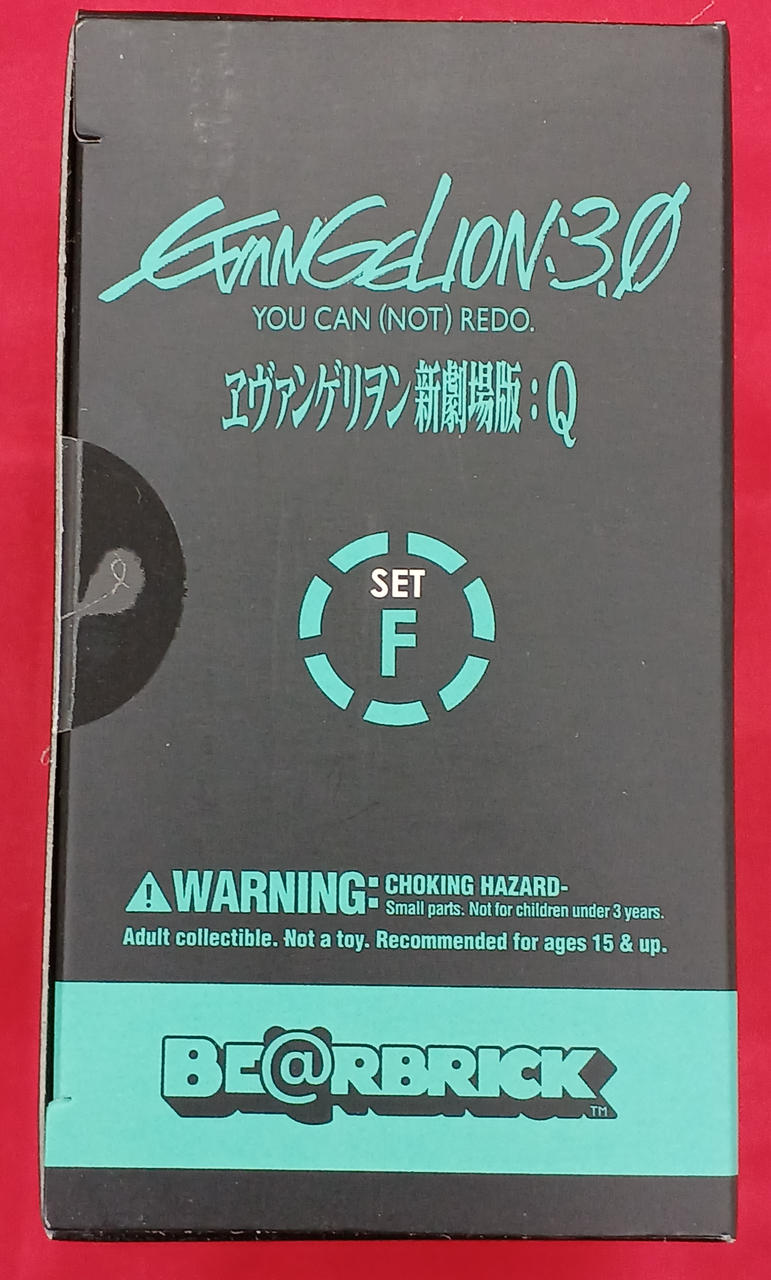 EVANGELION:3.0
YOU CAN (NOT) REDO.
ヱヴァンゲリヲン新劇場版:Q
SET
F
⚠WARNING: CHOKING HAZARD-
Small parts. Not for children under 3 years.
Adult collectible. Not a toy. Recommended for ages 15 & up.
BE@RBRICK
TM